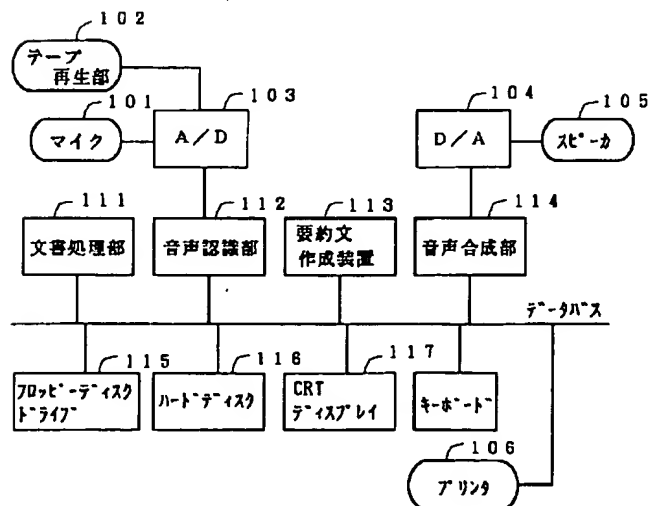 102
テープ
再生部
101
マイク
103
A/D
104
D/A
105
スピーカ
111
文書処理部
112
音声認識部
113
要約文
作成装置
114
音声合成部
データバス
115
フロッピーディスク
ドライブ
116
ハードディスク
117
CRT
ディスプレイ
キーボード
106
プリンタ